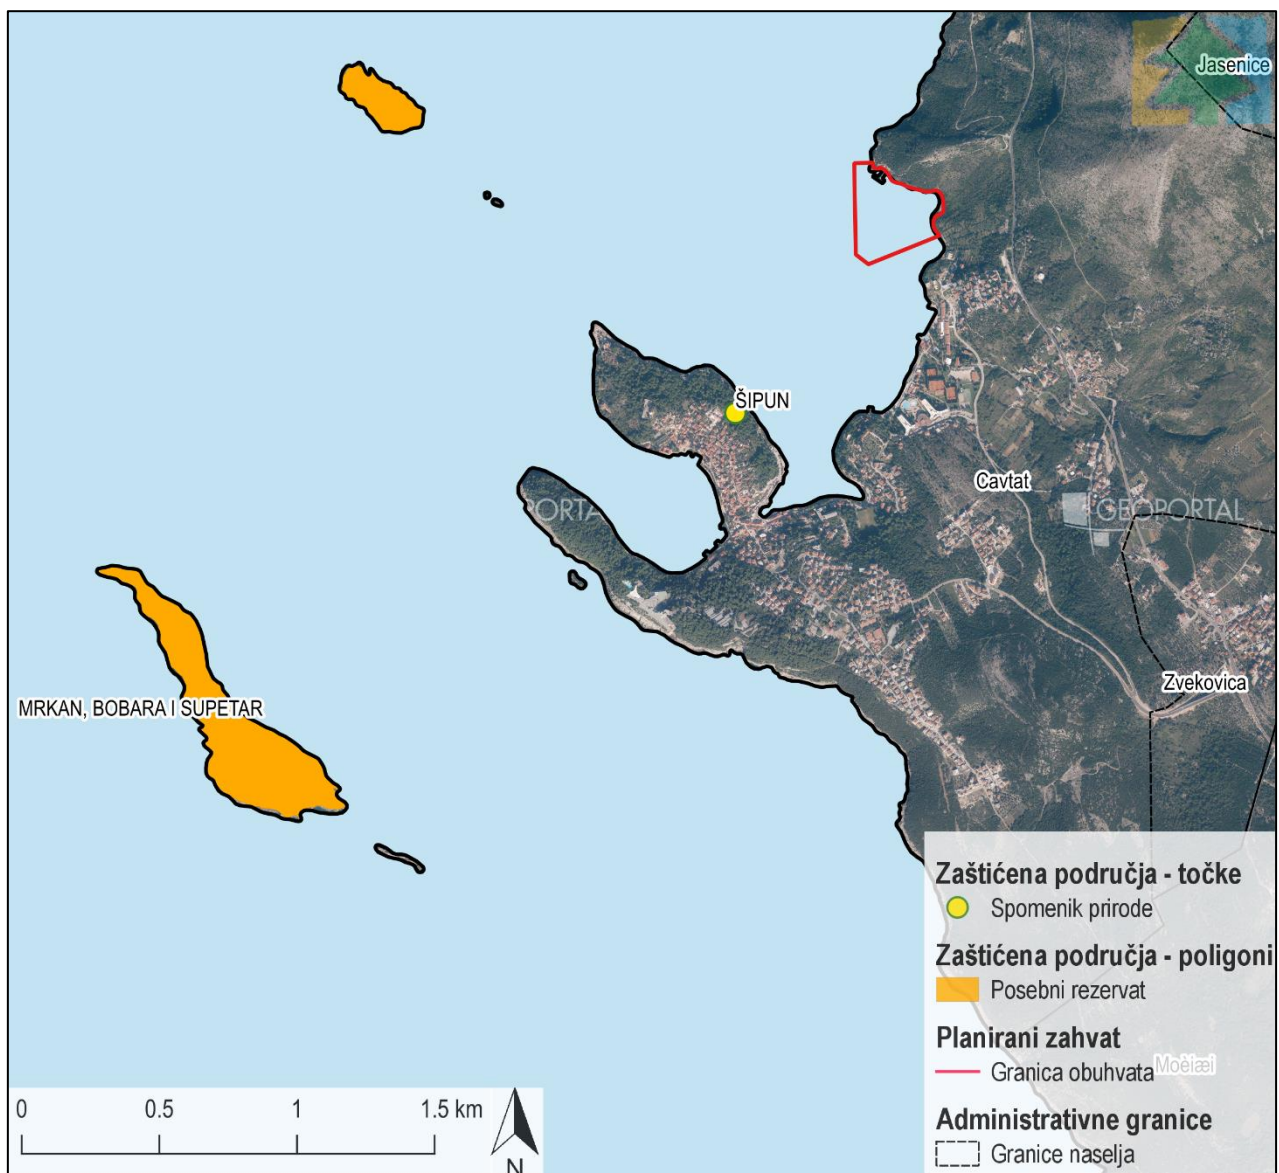 Jasenice
ŠIPUN
Cavtat
PORTA
GEOPORTAL
Zvekovica
MRKAN, BOBARA I SUPETAR
Zaštićena područja - točke
Spomenik prirode
Zaštićena područja - poligoni
Posebni rezervat
Planirani zahvat
Granica obuhvata
Moèiæi
Administrativne granice
Granice naselja
0 0.5 1 1.5 km
N